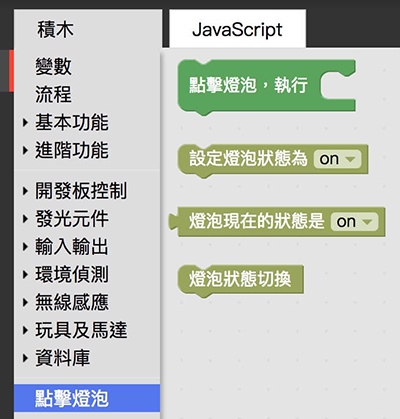 積木
JavaScript
變數
流程
基本功能
進階功能
開發板控制
發光元件
輸入輸出
環境偵測
無線感應
玩具及馬達
資料庫
點擊燈泡
點擊燈泡，執行
設定燈泡狀態為 on
燈泡現在的狀態是 on
燈泡狀態切換